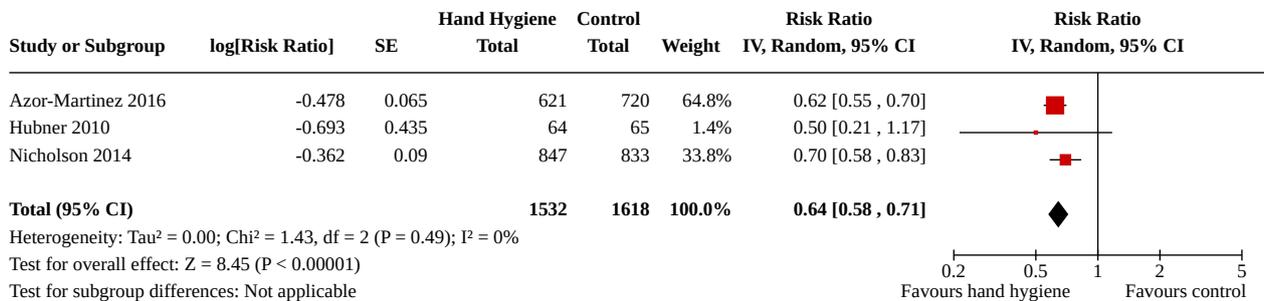 Hand Hygiene Control Risk Ratio Risk Ratio
Study or Subgroup log[Risk Ratio] SE Total Total Weight IV, Random, 95% CI IV, Random, 95% CI
Azor-Martinez 2016 -0.478 0.065 621 720 64.8% 0.62 [0.55 , 0.70]
Hubner 2010 -0.693 0.435 64 65 1.4% 0.50 [0.21 , 1.17]
Nicholson 2014 -0.362 0.09 847 833 33.8% 0.70 [0.58 , 0.83]
Total (95% CI) 1532 1618 100.0% 0.64 [0.58 , 0.71]
Heterogeneity: Tau² = 0.00; Chi² = 1.43, df = 2 (P = 0.49); I² = 0%
Test for overall effect: Z = 8.45 (P < 0.00001) 0.2 0.5 1 2 5
Test for subgroup differences: Not applicable Favours hand hygiene Favours control